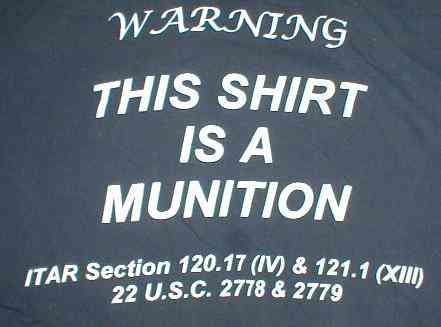 WARNING
THIS SHIRT
IS A
MUNITION
ITAR Section 120.17 (IV) & 121.1 (XIII)
22 U.S.C. 2778 & 2779